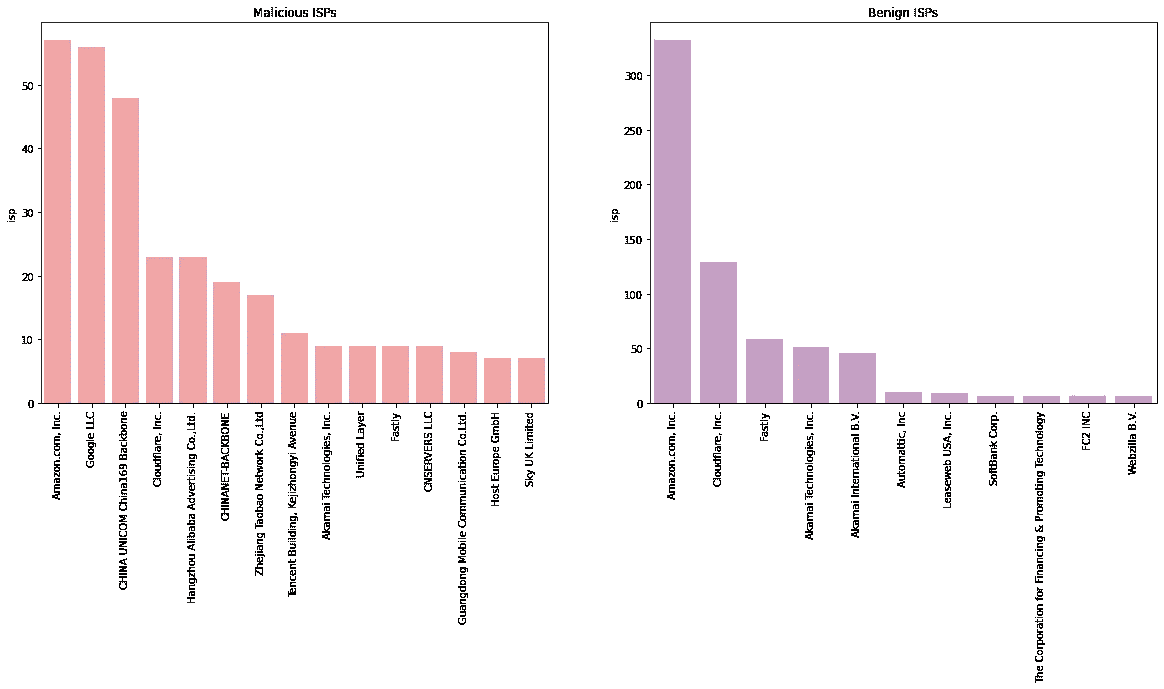 Malicious ISPs
isp
50
40
30
20
10
0
Amazon.com, Inc.
Google LLC
CHINA UNICOM China169 Backbone
Cloudflare, Inc.
Hangzhou Alibaba Advertising Co.,Ltd.
CHINANET-BACKBONE
Zhejiang Taobao Network Co.,Ltd
Tencent Building, Kejizhongyi Avenue
Akamai Technologies, Inc.
Unified Layer
Fastly
CNSERVERS LLC
Guangdong Mobile Communication Co.Ltd.
Host Europe GmbH
Sky UK Limited
Benign ISPs
isp
300
250
200
150
100
50
0
Amazon.com, Inc.
Cloudflare, Inc.
Fastly
Akamai Technologies, Inc.
Akamai International B.V.
Automattic, Inc
Leaseweb USA, Inc.
SoftBank Corp.
The Corporation for Financing & Promoting Technology
FC2 INC
Webzilla B.V.